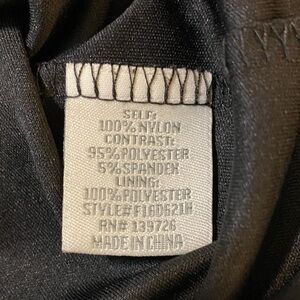 SELF:
100% NYLON
CONTRAST:
95% POLYESTER
5% SPANDEX
LINING:
100% POLYESTER
STYLE# F16D621H
RN# 139726
MADE IN CHINA